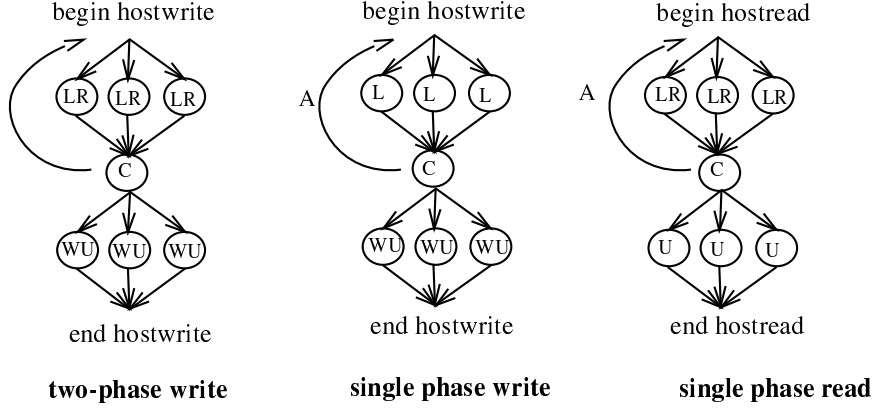 begin hostwrite
LR LR LR
C
WU WU WU
end hostwrite
two-phase write
begin hostwrite
A
L L L
C
WU WU WU
end hostwrite
single phase write
begin hostread
A
LR LR LR
C
U U U
end hostread
single phase read